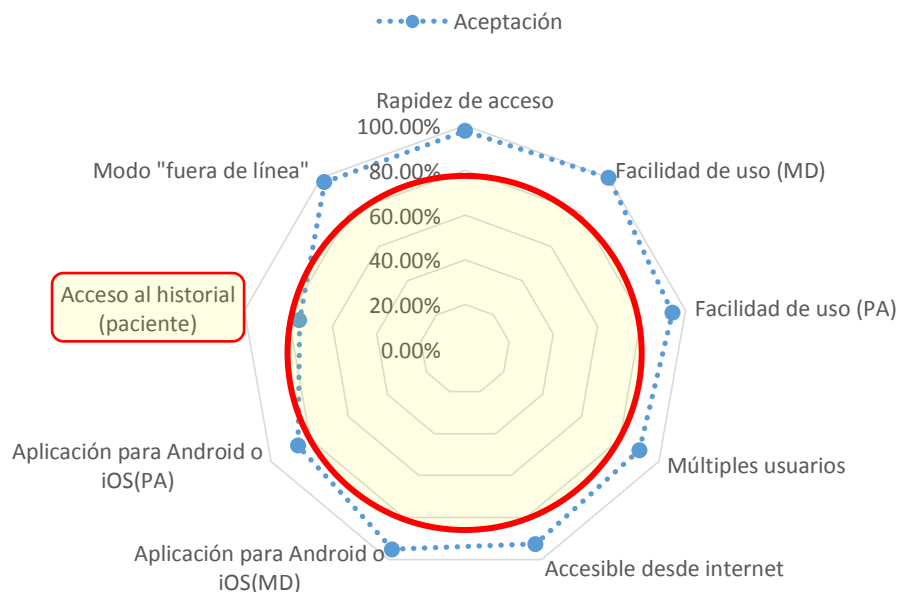 Aceptación
Rapidez de acceso
100.00%
Modo "fuera de línea"
80.00%
Facilidad de uso (MD)
60.00%
40.00%
Acceso al historial
(paciente)
20.00%
Facilidad de uso (PA)
0.00%
Aplicación para Android o
iOS(PA)
Múltiples usuarios
Aplicación para Android o
iOS(MD)
Accesible desde internet